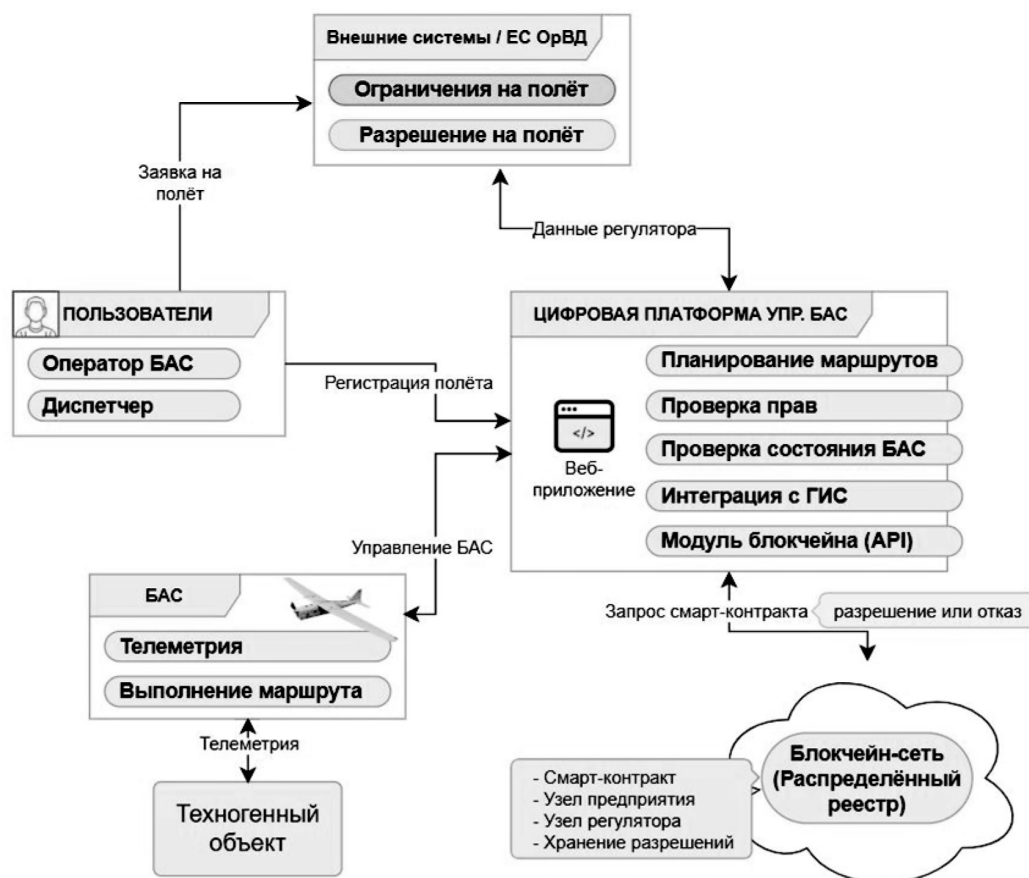 Внешние системы / ЕС ОрВД
Ограничения на полёт
Разрешение на полёт
Заявка на
полёт
Данные регулятора
ПОЛЬЗОВАТЕЛИ
Оператор БАС
Диспетчер
Регистрация полёта
ЦИФРОВАЯ ПЛАТФОРМА УПР. БАС
Планирование маршрутов
Проверка прав
Проверка состояния БАС
Интеграция с ГИС
Модуль блокчейна (API)
</>
Веб-
приложение
Управление БАС
БАС
Телеметрия
Выполнение маршрута
Телеметрия
Техногенный
объект
Запрос смарт-контракта
разрешение или отказ
Блокчейн-сеть
(Распределённый
реестр)
- Смарт-контракт
- Узел предприятия
- Узел регулятора
- Хранение разрешений